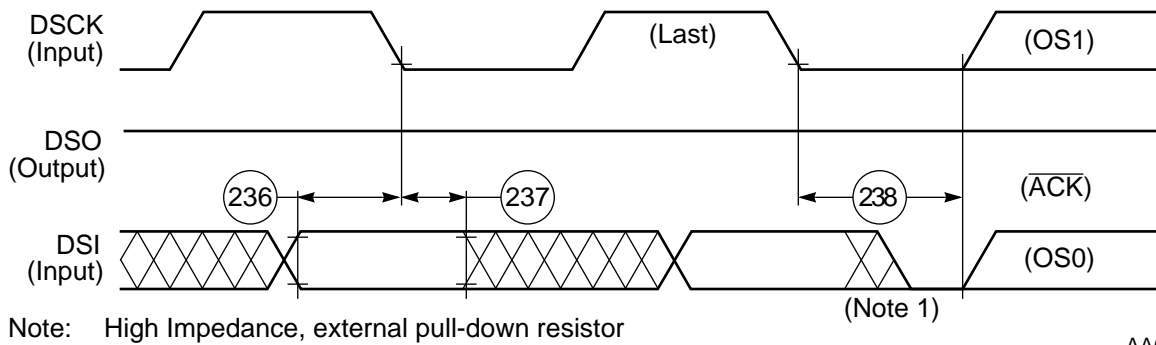 DSCK
(Input)
(Last)
(OS1)
DSO
(Output)
236
237
238
(ACK)
DSI
(Input)
(OS0)
(Note 1)
Note: High Impedance, external pull-down resistor